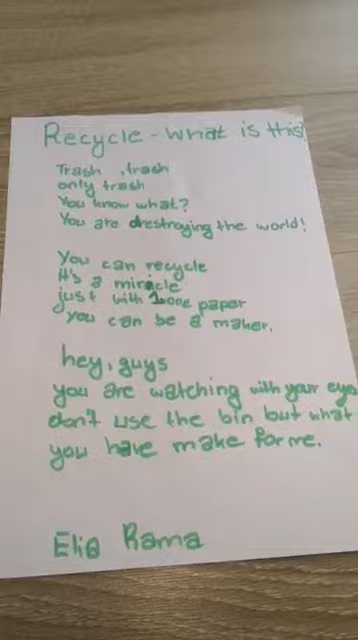 Recycle - what is this!
Trash, trash
only trash
You know what?
You are destroying the world!
You can recycle
it's a miracle
just with one paper
you can be a maker.
hey, guys
you are watching with your eye
don't use the bin but what
you have make for me.
Elia Rama